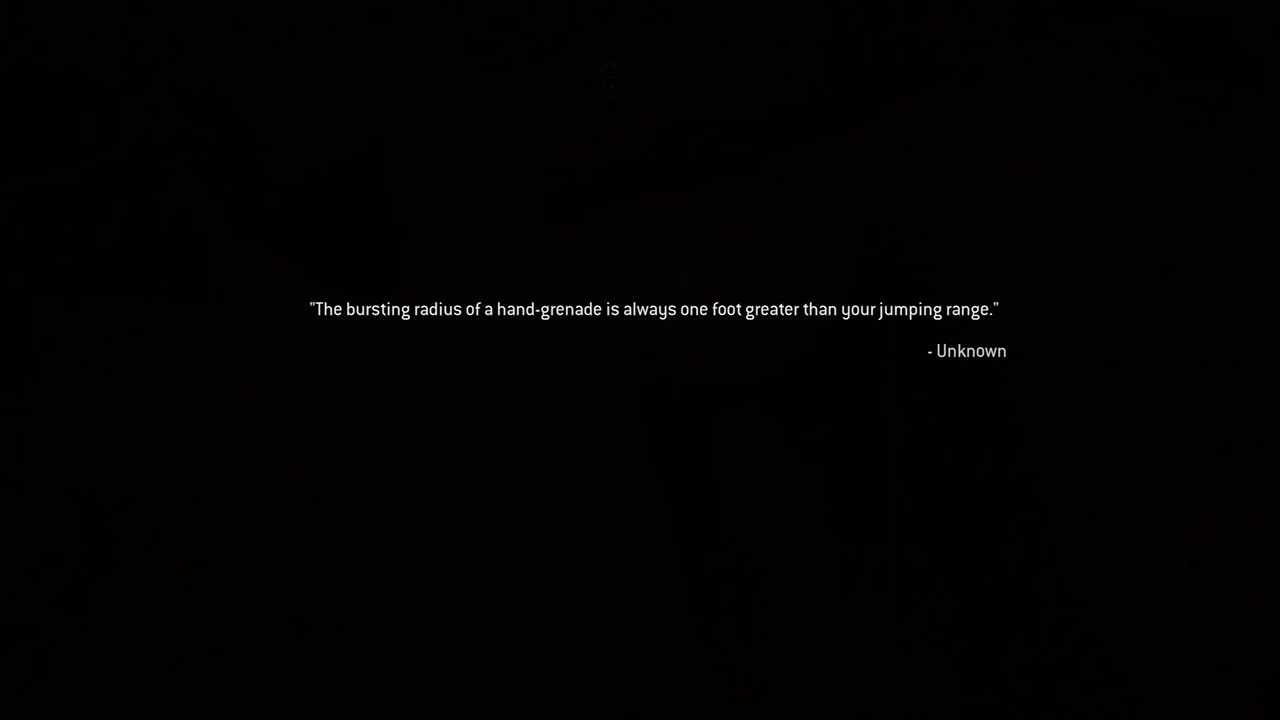 "The bursting radius of a hand-grenade is always one foot greater than your jumping range."
- Unknown